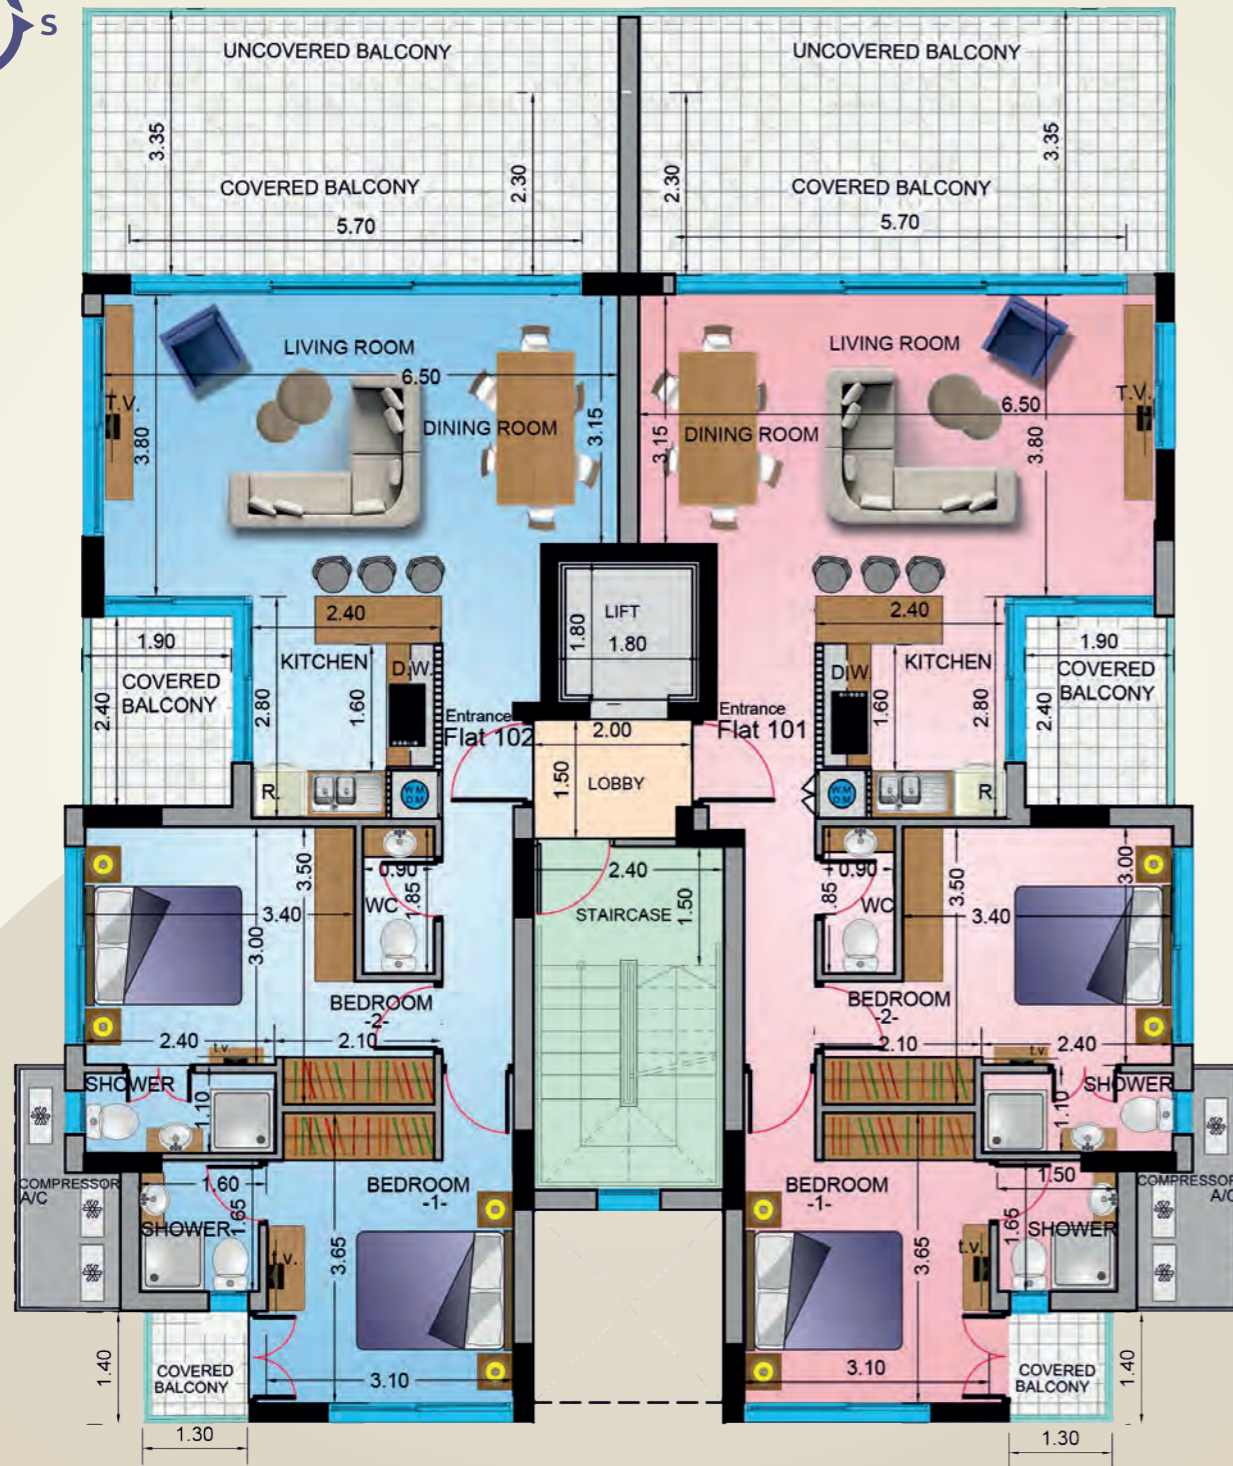 S
UNCOVERED BALCONY
UNCOVERED BALCONY
3.35
3.35
2.30
2.30
COVERED BALCONY
COVERED BALCONY
5.70
5.70
LIVING ROOM
LIVING ROOM
6.50
6.50
T.V.
T.V.
DINING ROOM
DINING ROOM
3.80
3.15
3.15
3.80
2.40
LIFT
2.40
1.80
1.80
1.90
1.90
KITCHEN
D.W.
D.W.
KITCHEN
COVERED
BALCONY
COVERED
BALCONY
2.40
2.80
1.60
1.60
2.80
2.40
Entrance
Flat 102
Entrance
Flat 101
2.00
1.50
LOBBY
R.
W.M
D.M
W.M
D.M
R.
3.50
0.90
1.85
2.40
0.90
.85
3.50
3.00
3.40
WC
STAIRCASE
1.50
WC
3.40
3.00
BEDROOM
-2-
BEDROOM
-2-
2.40
2.10
2.10
2.40
t.v.
t.v.
SHOWER
1.10
1.10
SHOWER
COMPRESSOR
A/C
1.60
BEDROOM
-1-
BEDROOM
-1-
1.50
COMPRESSOR
A/C
SHOWER
1.65
1.65
SHOWER
t.v.
3.65
3.65
t.v.
1.40
COVERED
BALCONY
3.10
3.10
COVERED
BALCONY
1.40
1.30
1.30